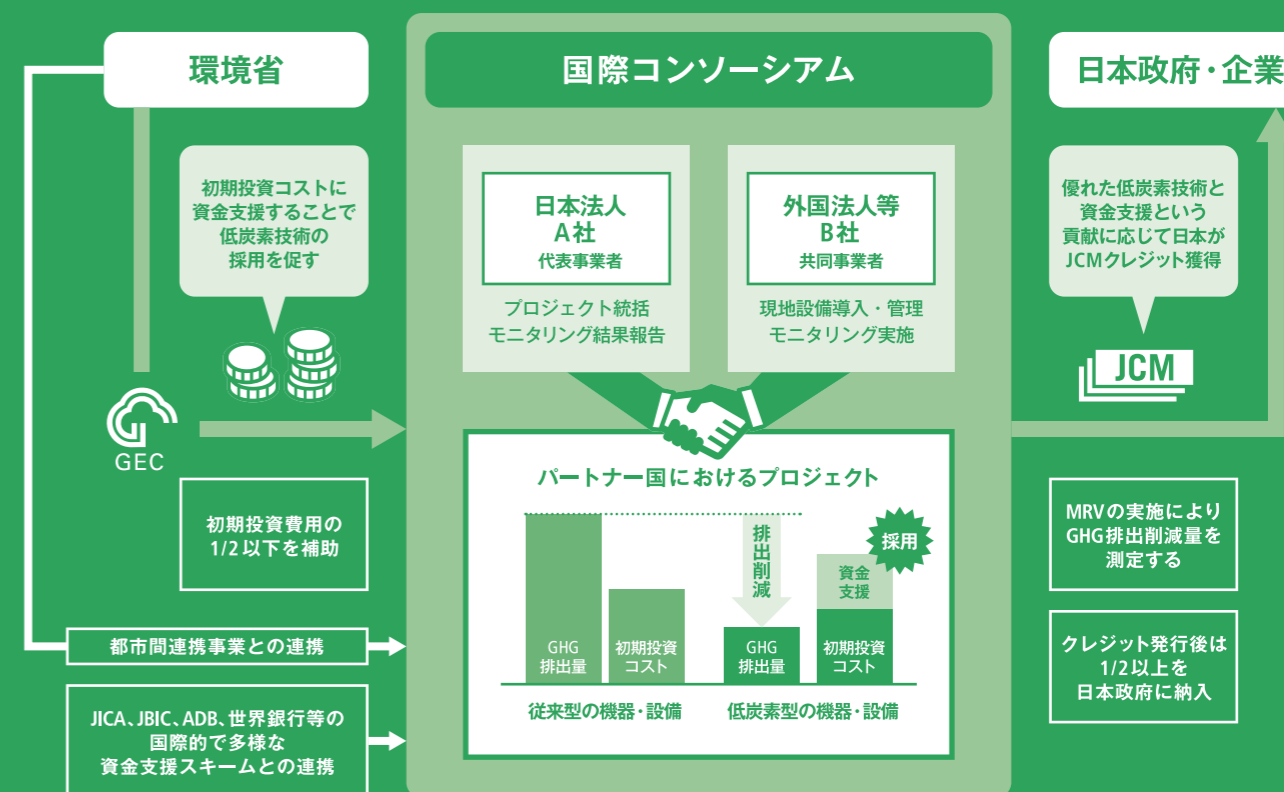 環境省
初期投資コストに
資金支援することで
低炭素技術の
採用を促す
GEC
初期投資費用の
1/2以下を補助
都市間連携事業との連携
JICA、JBIC、ADB、世界銀行等の
国際的で多様な
資金支援スキームとの連携
国際コンソーシアム
日本法人
A社
代表事業者
プロジェクト統括
モニタリング結果報告
外国法人等
B社
共同事業者
現地設備導入・管理
モニタリング実施
パートナー国におけるプロジェクト
GHG
排出量
初期投資
コスト
従来型の機器・設備
排出削減
GHG
排出量
採用
資金
支援
初期投資
コスト
低炭素型の機器・設備
日本政府・企業
優れた低炭素技術と
資金支援という
貢献に応じて日本が
JCMクレジット獲得
JCM
MRVの実施により
GHG排出削減量を
測定する
クレジット発行後は
1/2以上を
日本政府に納入